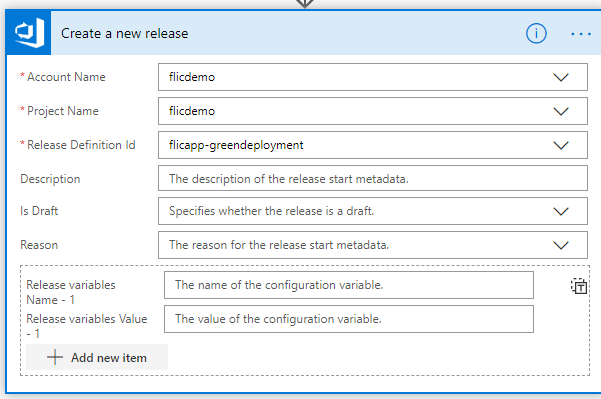 Create a new release
* Account Name flicdemo
* Project Name flicdemo
* Release Definition Id flicapp-greendeployment
Description The description of the release start metadata.
Is Draft Specifies whether the release is a draft.
Reason The reason for the release start metadata.
Release variables
Name - 1
The name of the configuration variable.
Release variables Value
- 1
The value of the configuration variable.
Add new item